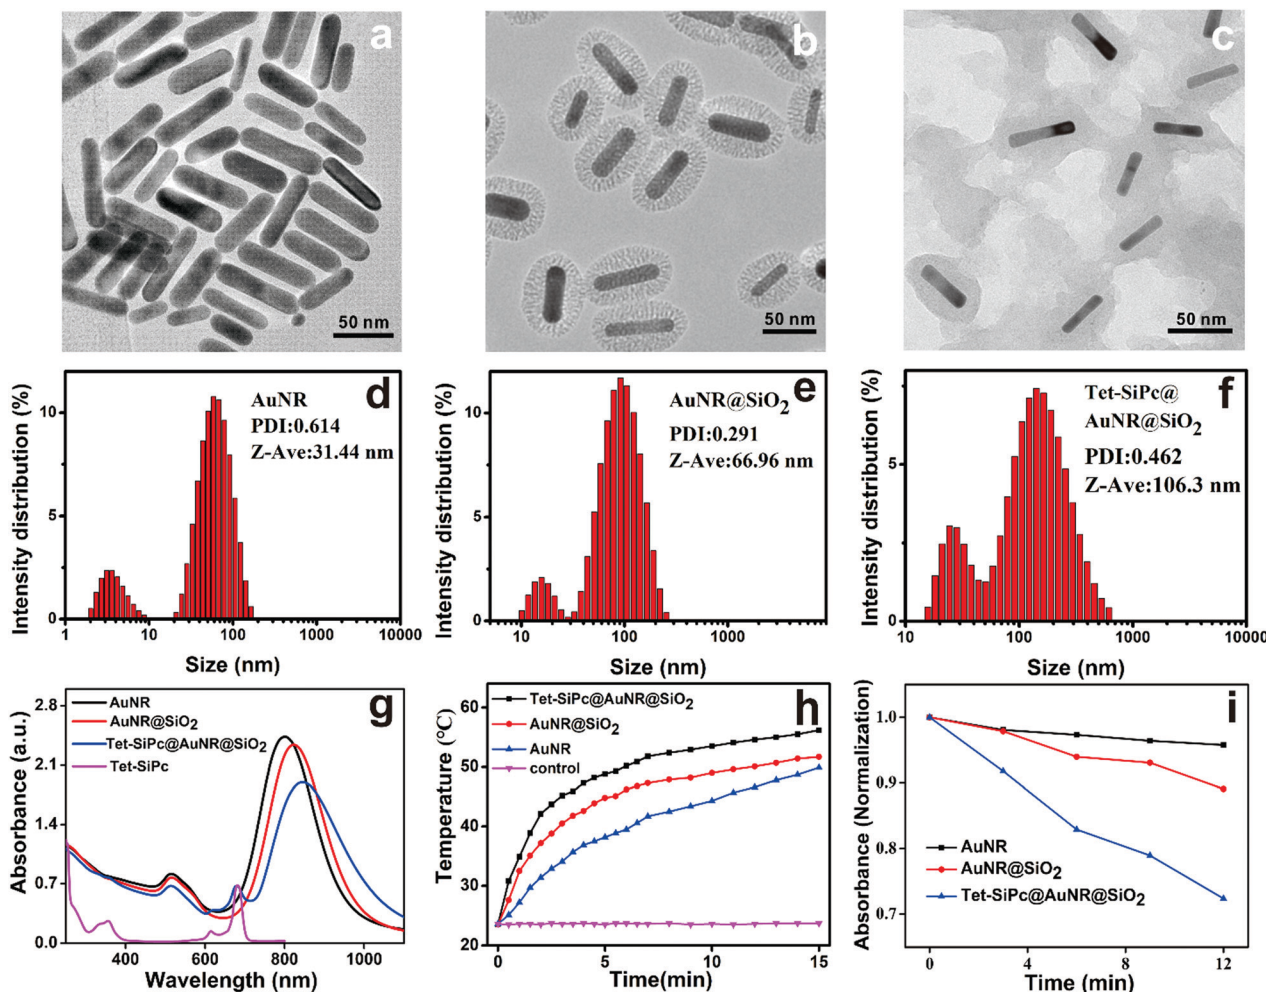 a
50 nm
b
50 nm
c
50 nm
Intensity distribution (%)
10
5
0
d
AuNR
PDI:0.614
Z-Ave:31.44 nm
1 10 100 1000 10000
Size (nm)
Intensity distribution (%)
10
5
0
e
AuNR@SiO₂
PDI:0.291
Z-Ave:66.96 nm
10 100 1000
Size (nm)
Intensity distribution (%)
5
0
f
Tet-SiPc@
AuNR@SiO₂
PDI:0.462
Z-Ave:106.3 nm
10 100 1000 10000
Size (nm)
Absorbance (a.u.)
2.8
2.1
1.4
0.7
0.0
g
AuNR
AuNR@SiO₂
Tet-SiPc@AuNR@SiO₂
Tet-SiPc
400 600 800 1000
Wavelength (nm)
Temperature (℃)
60
50
40
30
20
h
Tet-SiPc@AuNR@SiO₂
AuNR@SiO₂
AuNR
control
0 5 10 15
Time(min)
Absorbance (Normalization)
1.0
0.9
0.8
0.7
i
AuNR
AuNR@SiO₂
Tet-SiPc@AuNR@SiO₂
0 4 8 12
Time (min)